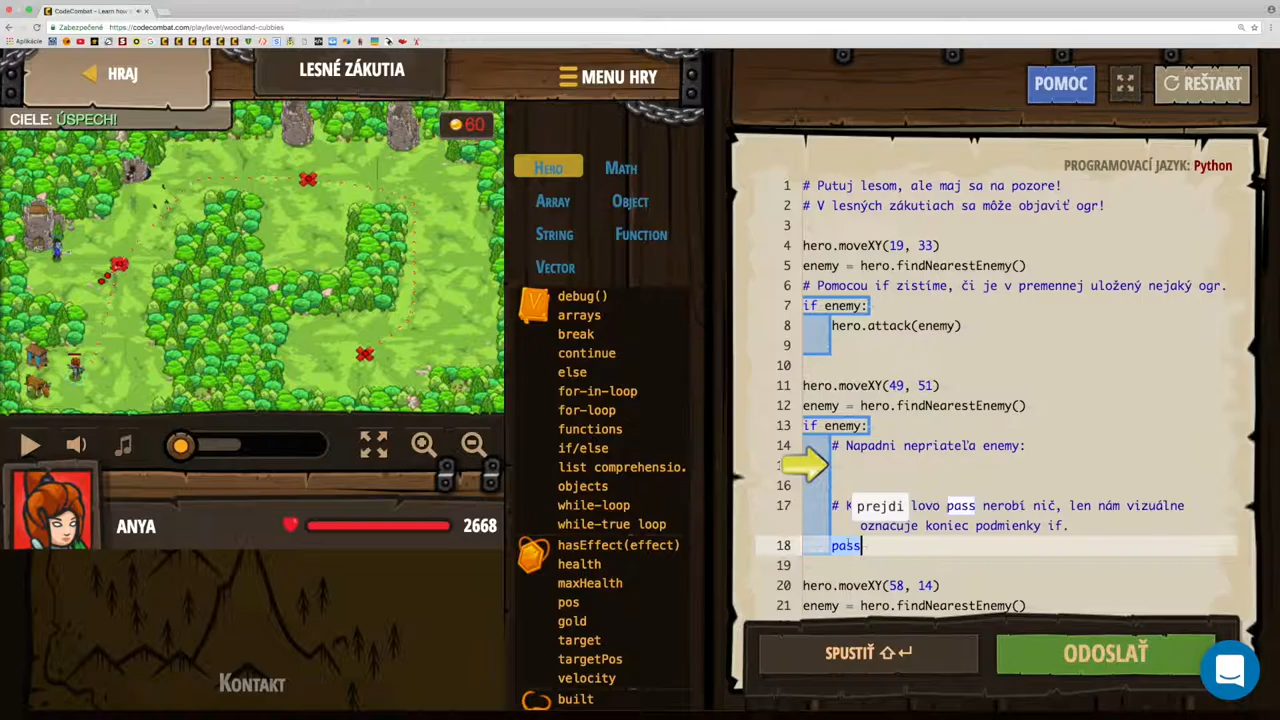 CodeCombat - Learn how
Zabezpečené https://codecombat.com/play/level/woodland-cubbies
Aplikácie
HRAJ
LESNÉ ZÁKUTIA
MENU HRY
POMOC
REŠTART
CIELE: ÚSPECH!
60
HERO
MATH
ARRAY
OBJECT
STRING
FUNCTION
VECTOR
debug()
arrays
break
continue
else
for-in-loop
for-loop
functions
if/else
list comprehensio.
objects
while-loop
while-true loop
hasEffect(effect)
health
maxHealth
pos
gold
target
targetPos
velocity
built
ANYA
2668
KONTAKT
PROGRAMOVACÍ JAZYK: Python
1 # Putuj lesom, ale maj sa na pozore!
2 # V lesných zákutiach sa môže objaviť ogr!
3
4 hero.moveXY(19, 33)
5 enemy = hero.findNearestEnemy()
6 # Pomocou if zistíme, či je v premennej uložený nejaký ogr.
7 if enemy:
8 hero.attack(enemy)
9
10
11 hero.moveXY(49, 51)
12 enemy = hero.findNearestEnemy()
13 if enemy:
14 # Napadni nepriateľa enemy:
16
17 # K prejdi lovo pass nerobí nič, len nám vizuálne
označuje koniec podmienky if.
18 pass
19
20 hero.moveXY(58, 14)
21 enemy = hero.findNearestEnemy()
SPUSTIŤ
ODOSLAŤ